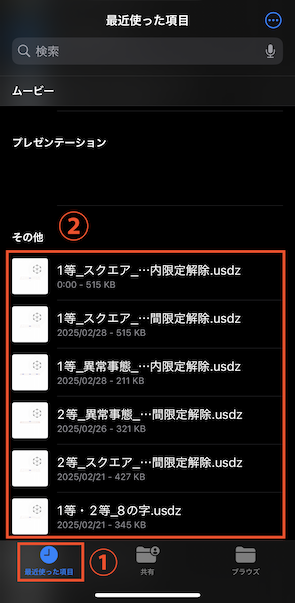 最近使った項目
検索
ムービー
プレゼンテーション
その他
②
1等_スクエア_…内限定解除.usdz
0:00 - 515 KB
1等_スクエア_…間限定解除.usdz
2025/02/28 - 515 KB
1等_異常事態_…内限定解除.usdz
2025/02/28 - 211 KB
2等_異常事態_…間限定解除.usdz
2025/02/26 - 321 KB
2等_スクエア_…間限定解除.usdz
2025/02/21 - 427 KB
1等・２等_８の字.usdz
2025/02/21 - 345 KB
①
最近使った項目
共有
ブラウズ